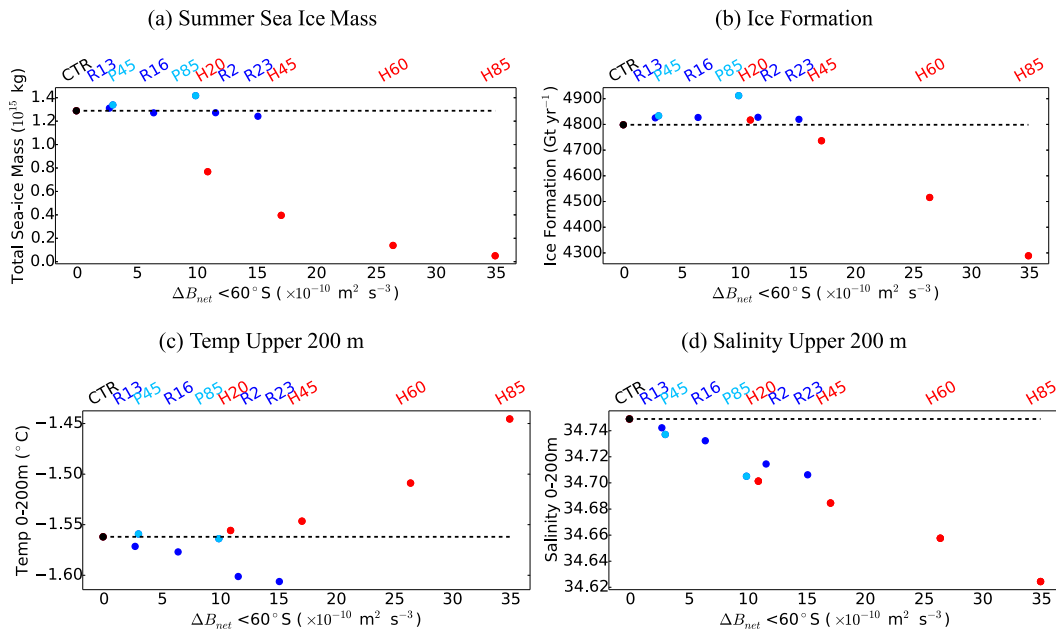 (a) Summer Sea Ice Mass
CTR R13 P45 R16 P85 H20 R2 R23 H45 H60 H85
Total Sea-ice Mass (10¹⁵ kg)
1.4
1.2
1.0
0.8
0.6
0.4
0.2
0.0
0 5 10 15 20 25 30 35
ΔB_net <60°S (×10⁻¹⁰ m² s⁻³)
(b) Ice Formation
CTR R13 P45 R16 P85 H20 R2 R23 H45 H60 H85
Ice Formation (Gt yr⁻¹)
4900
4800
4700
4600
4500
4400
4300
0 5 10 15 20 25 30 35
ΔB_net <60°S (×10⁻¹⁰ m² s⁻³)
(c) Temp Upper 200 m
CTR R13 P45 R16 P85 H20 R2 R23 H45 H60 H85
Temp 0-200m (°C)
−1.45
−1.50
−1.55
−1.60
0 5 10 15 20 25 30 35
ΔB_net <60°S (×10⁻¹⁰ m² s⁻³)
(d) Salinity Upper 200 m
CTR R13 P45 R16 P85 H20 R2 R23 H45 H60 H85
Salinity 0-200m
34.74
34.72
34.70
34.68
34.66
34.64
34.62
0 5 10 15 20 25 30 35
ΔB_net <60°S (×10⁻¹⁰ m² s⁻³)